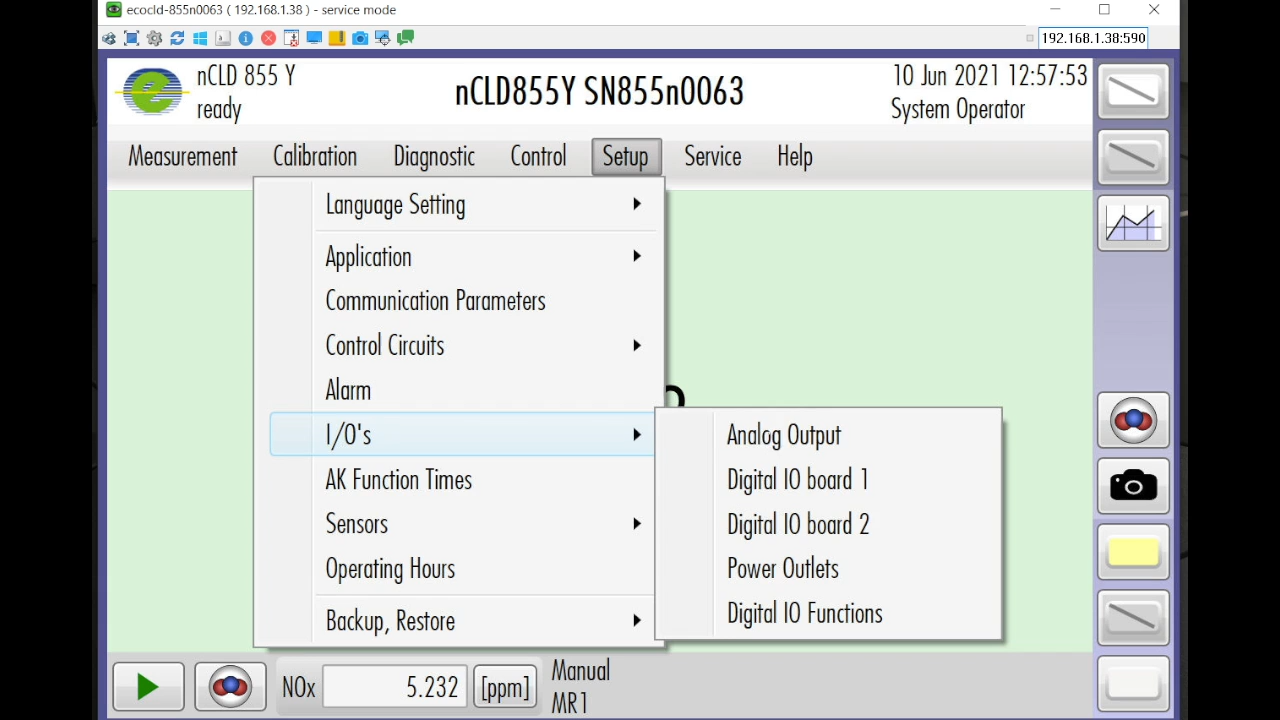 ecocld-855n0063 ( 192.168.1.38 ) - service mode
192.168.1.38:590
nCLD 855 Y
ready
nCLD855Y SN855n0063
10 Jun 2021 12:57:53
System Operator
Measurement Calibration Diagnostic Control Setup Service Help
Language Setting
Application
Communication Parameters
Control Circuits
Alarm
I/O's
AK Function Times
Sensors
Operating Hours
Backup, Restore
Analog Output
Digital IO board 1
Digital IO board 2
Power Outlets
Digital IO Functions
NOx 5.232 [ppm]
Manual
MR1